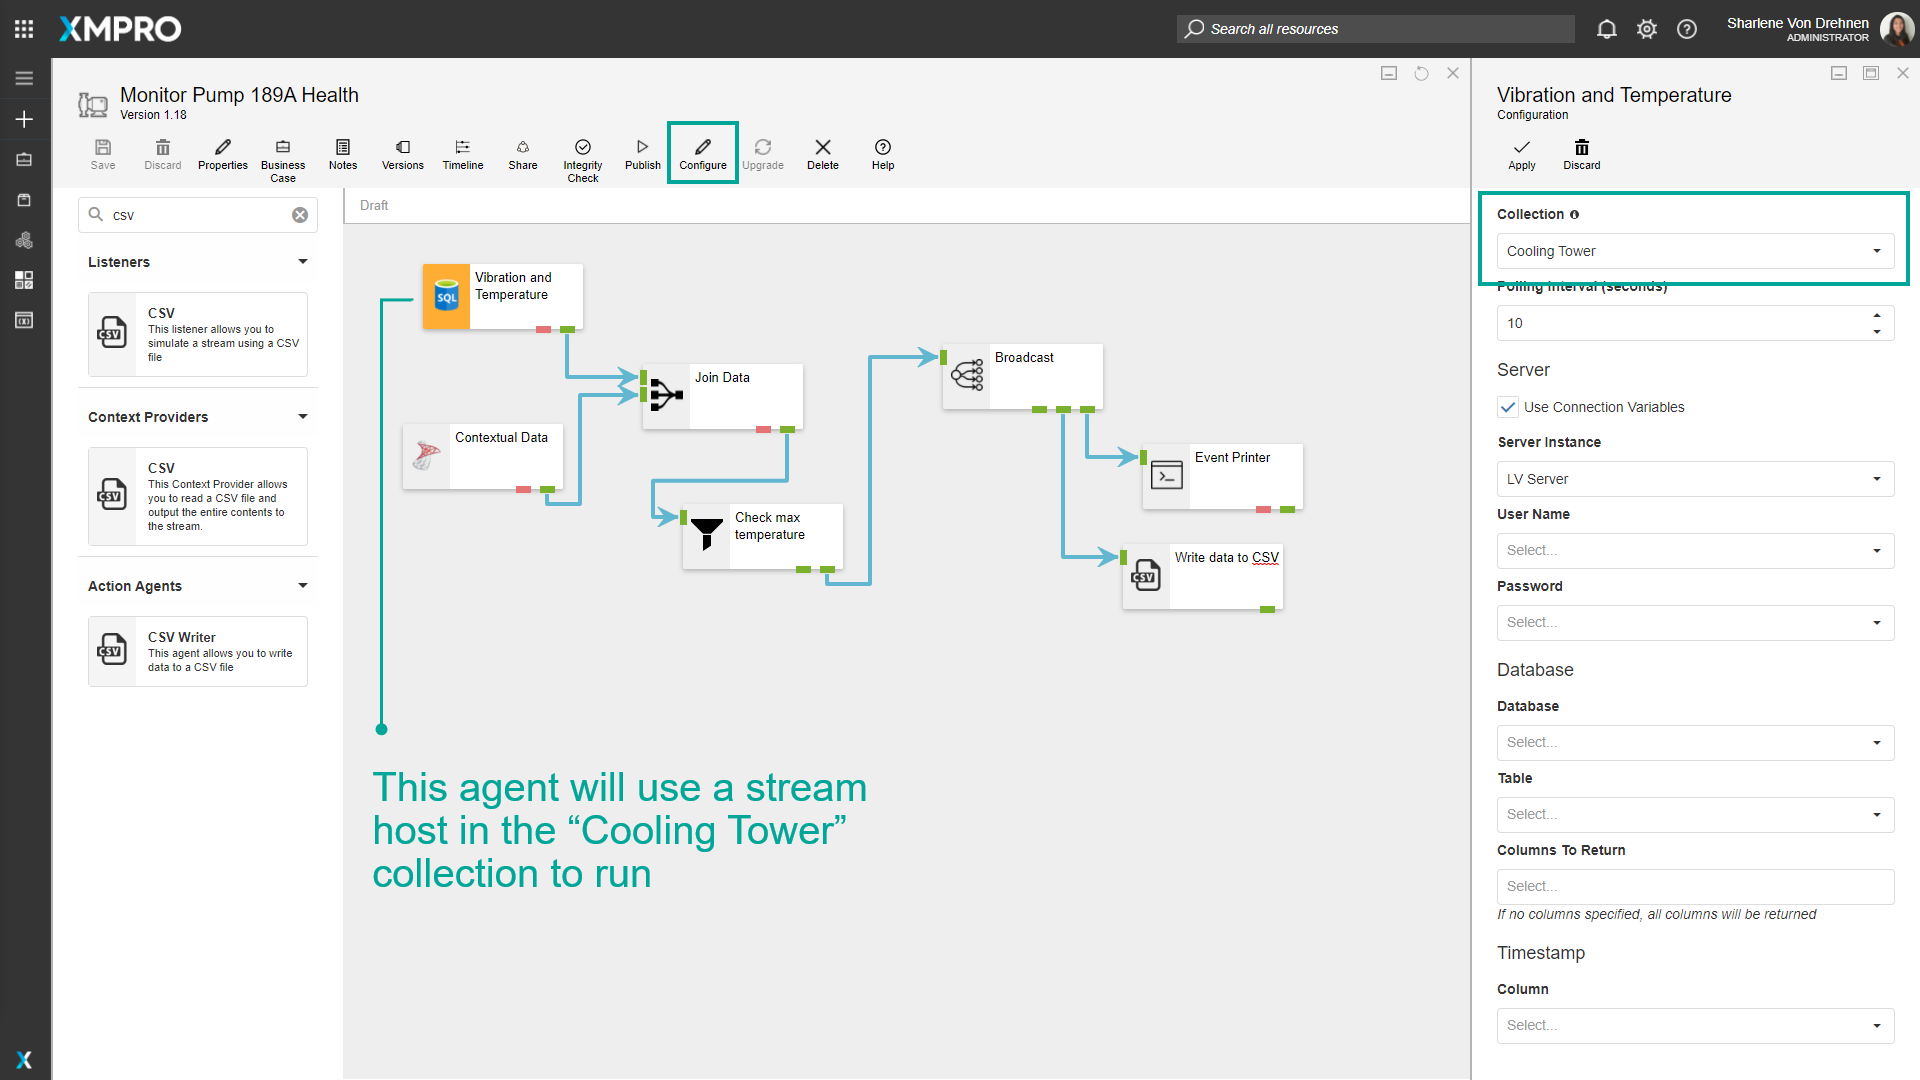 XMPRO
Search all resources
Sharlene Von Drehnen
ADMINISTRATOR
Monitor Pump 189A Health
Version 1.18
Save
Discard
Properties
Business Case
Notes
Versions
Timeline
Share
Integrity Check
Publish
Configure
Upgrade
Delete
Help
csv
Listeners
CSV
This listener allows you to
simulate a stream using a CSV
file
Context Providers
CSV
This Context Provider allows
you to read a CSV file and
output the entire contents to
the stream.
Action Agents
CSV Writer
This agent allows you to write
data to a CSV file
Draft
SQL
Vibration and
Temperature
Join Data
Contextual Data
Check max
temperature
Broadcast
Event Printer
Write data to CSV
This agent will use a stream
host in the “Cooling Tower”
collection to run
Vibration and Temperature
Configuration
Apply
Discard
Collection
Cooling Tower
Polling Interval (seconds)
10
Server
Use Connection Variables
Server Instance
LV Server
User Name
Select...
Password
Select...
Database
Database
Select...
Table
Select...
Columns To Return
Select...
If no columns specified, all columns will be returned
Timestamp
Column
Select...